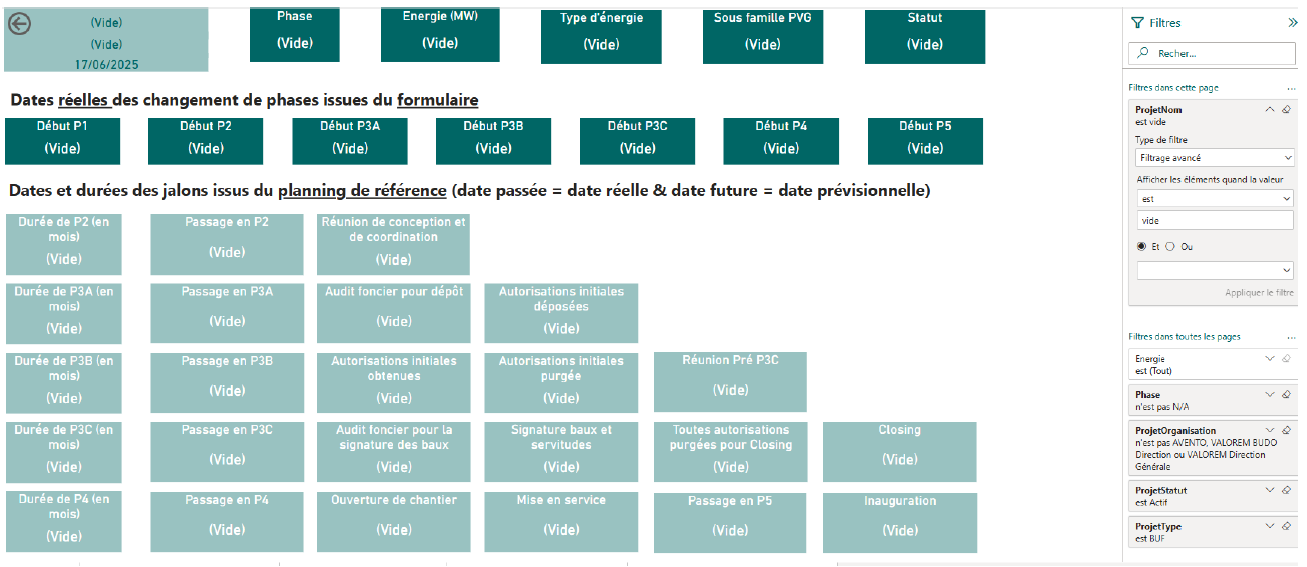 (Vide)
(Vide)
17/06/2025
Phase
(Vide)
Energie (MW)
(Vide)
Type d'énergie
(Vide)
Sous famille PVG
(Vide)
Statut
(Vide)
Dates réelles des changement de phases issues du formulaire
Début P1
(Vide)
Début P2
(Vide)
Début P3A
(Vide)
Début P3B
(Vide)
Début P3C
(Vide)
Début P4
(Vide)
Début P5
(Vide)
Dates et durées des jalons issus du planning de référence (date passée = date réelle & date future = date prévisionnelle)
Durée de P2 (en
mois)
(Vide)
Passage en P2
(Vide)
Réunion de conception et
de coordination
(Vide)
Durée de P3A (en
mois)
(Vide)
Passage en P3A
(Vide)
Audit foncier pour dépôt
(Vide)
Autorisations initiales
déposées
(Vide)
Durée de P3B (en
mois)
(Vide)
Passage en P3B
(Vide)
Autorisations initiales
obtenues
(Vide)
Autorisations initiales
purgée
(Vide)
Réunion Pré P3C
(Vide)
Durée de P3C (en
mois)
(Vide)
Passage en P3C
(Vide)
Audit foncier pour la
signature des baux
(Vide)
Signature baux et
servitudes
(Vide)
Toutes autorisations
purgées pour Closing
(Vide)
Closing
(Vide)
Durée de P4 (en
mois)
(Vide)
Passage en P4
(Vide)
Ouverture de chantier
(Vide)
Mise en service
(Vide)
Passage en P5
(Vide)
Inauguration
(Vide)
Filtres
Recher...
Filtres dans cette page
...
ProjetNom
est vide
Type de filtre
Filtrage avancé
Afficher les éléments quand la valeur
est
vide
Et
Ou
Appliquer le filtre
Filtres dans toutes les pages
...
Energie
est (Tout)
Phase
n'est pas N/A
ProjetOrganisation
n'est pas AVENTO, VALOREM BUDO
Direction ou VALOREM Direction
Générale
ProjetStatut
est Actif
ProjetType
est BUF